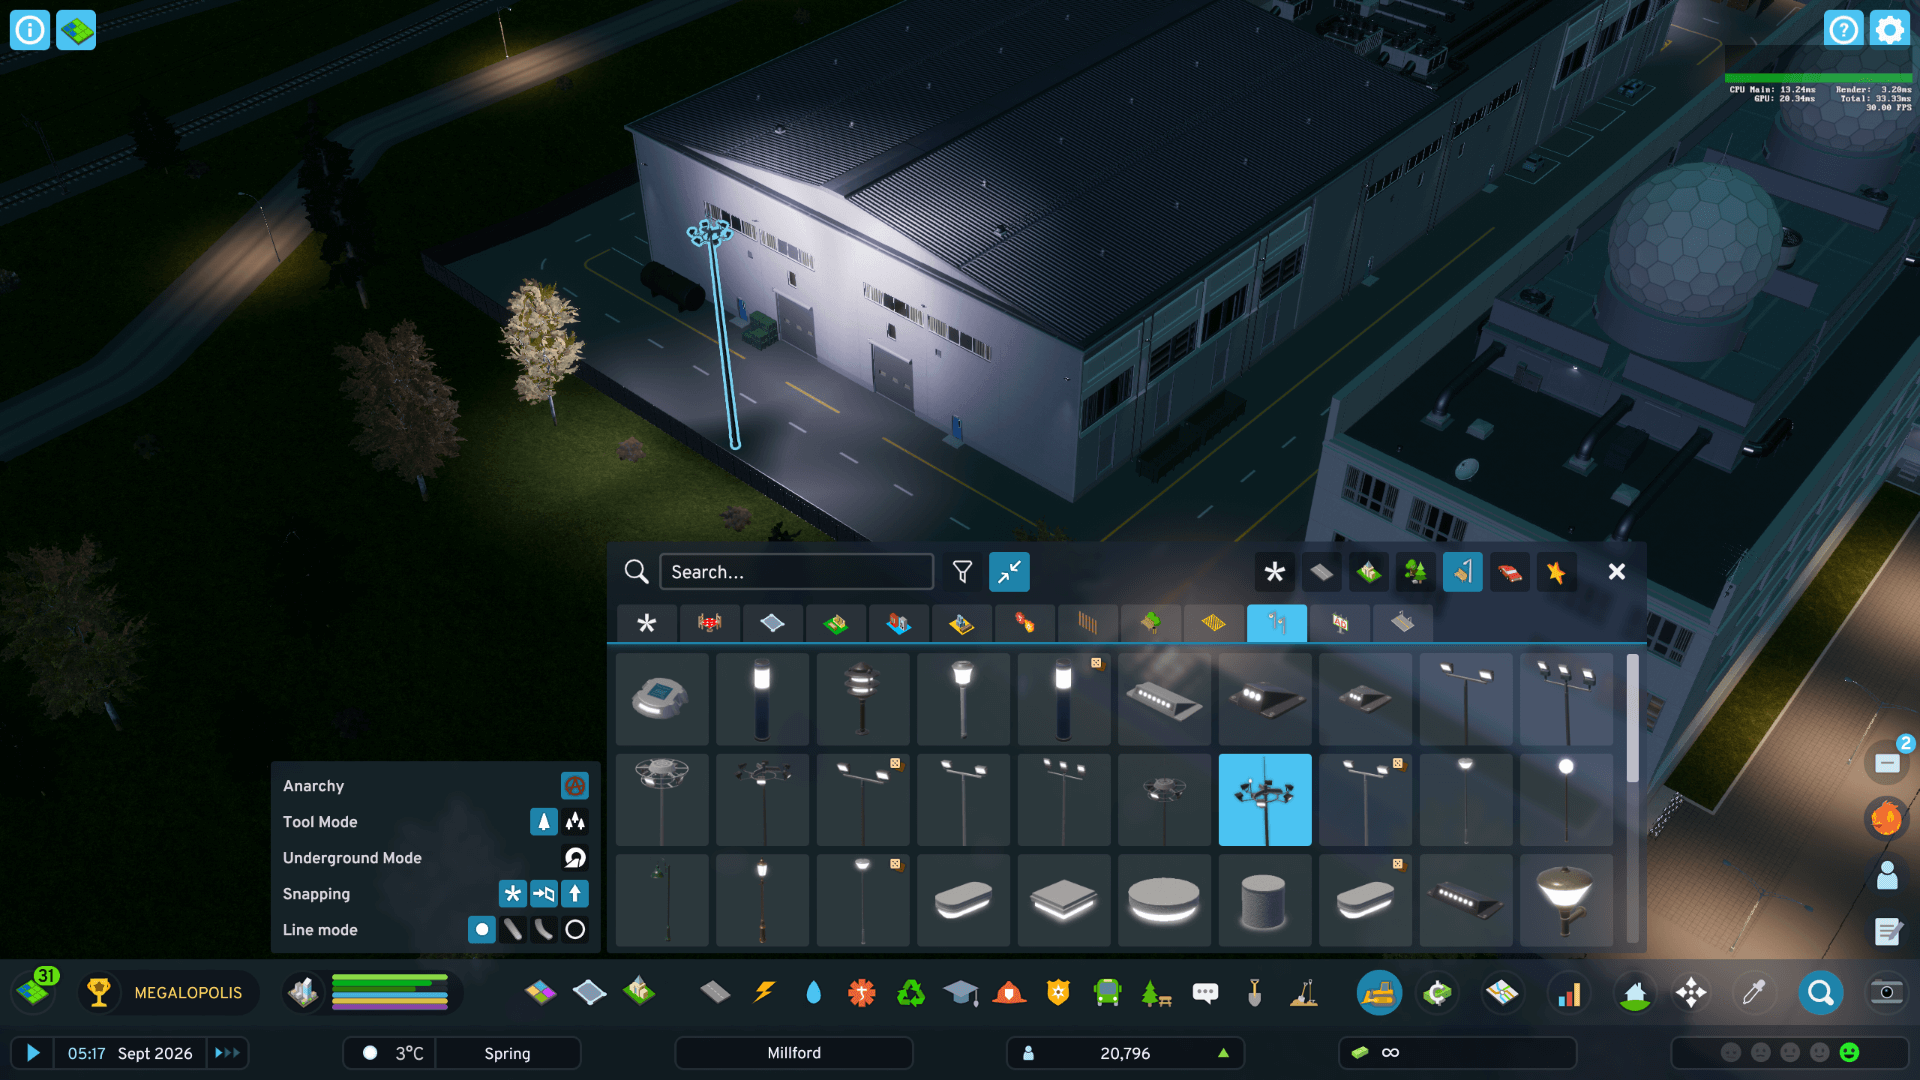 CPU Main: 13.24ms Render: 3.20ms
GPU: 20.34ms Total: 33.33ms
30.00 FPS
Search...
2
Anarchy
Tool Mode
Underground Mode
Snapping
Line mode
31
MEGALOPOLIS
05:17 Sept 2026
3°C
Spring
Millford
20,796
∞